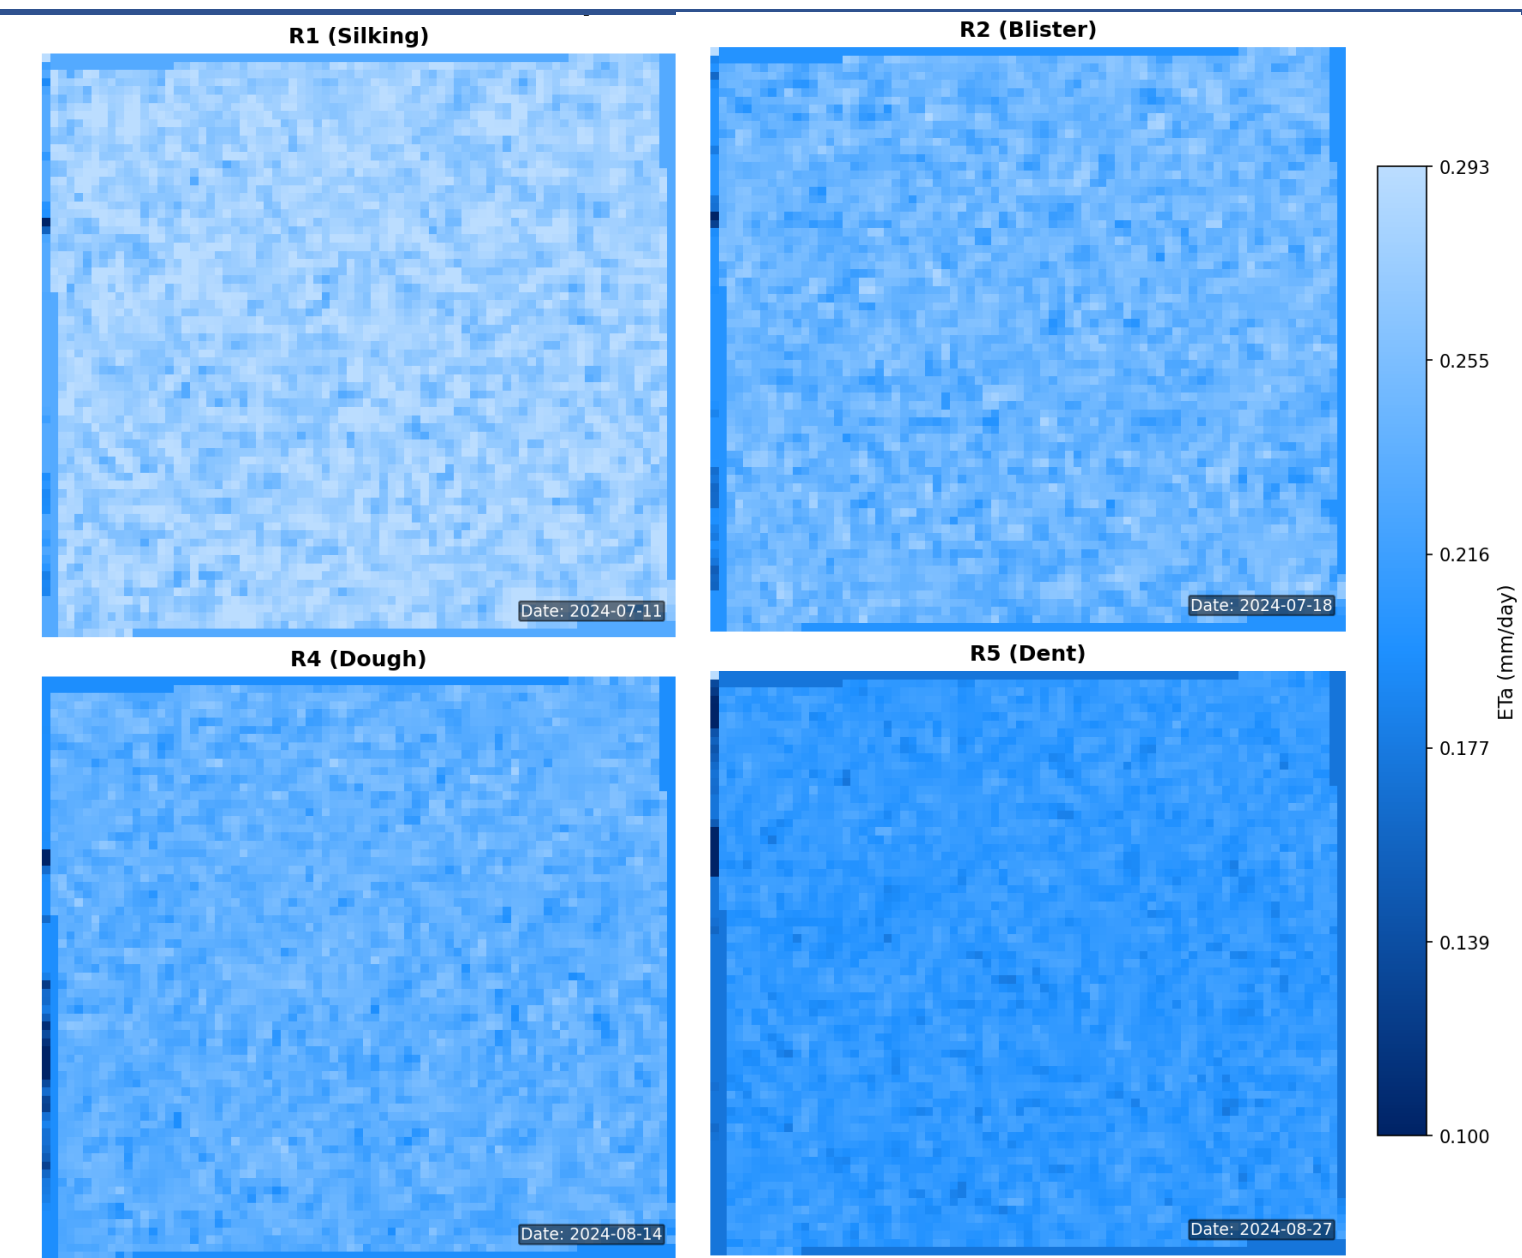 R1 (Silking)
R2 (Blister)
Date: 2024-07-11
Date: 2024-07-18
R4 (Dough)
R5 (Dent)
Date: 2024-08-14
Date: 2024-08-27
0.293
0.255
0.216
0.177
0.139
0.100
ETa (mm/day)